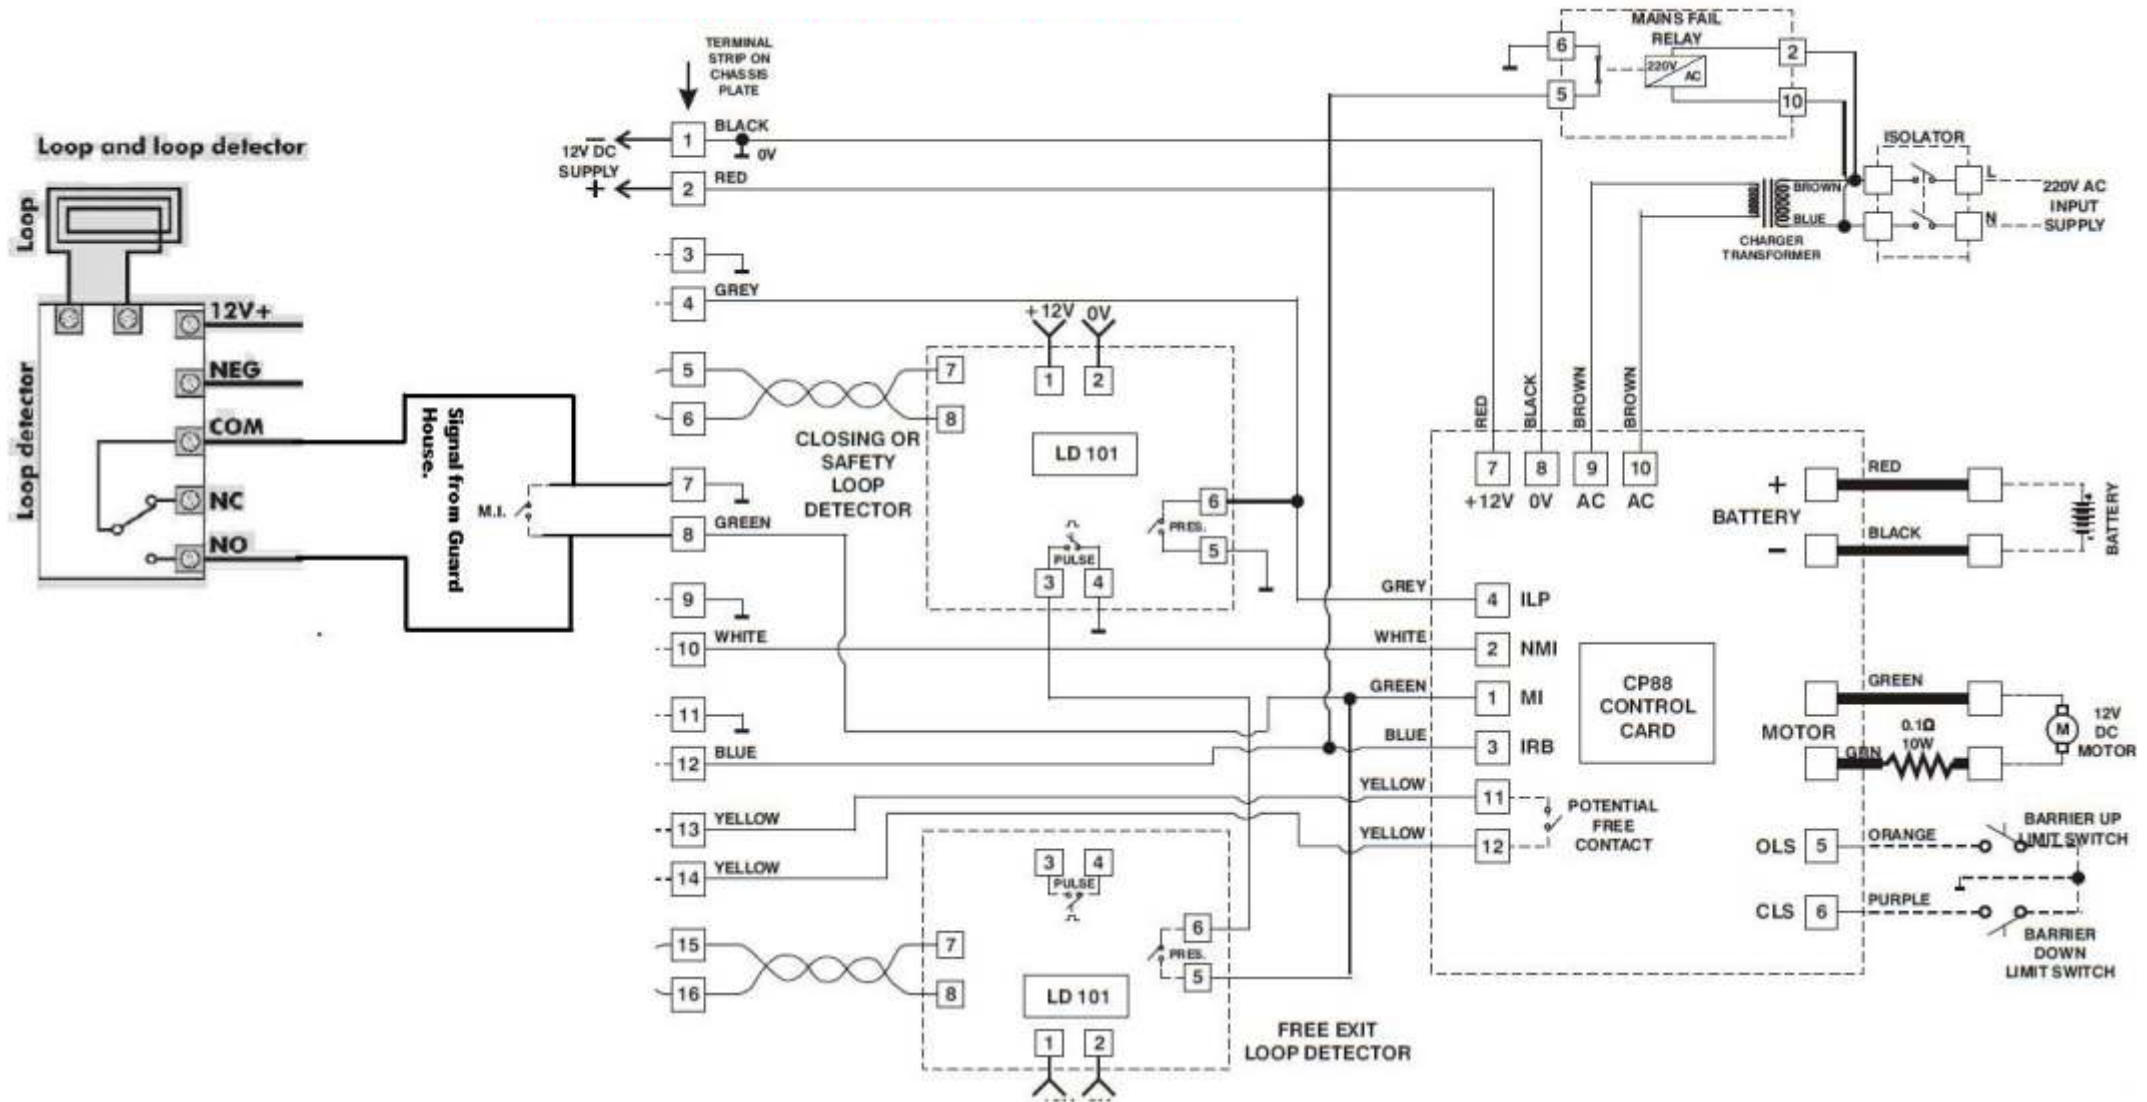 TERMINAL
STRIP ON
CHASSIS
PLATE
Loop and loop detector
Loop
Loop detector
12V+
NEG
COM
NC
NO
Signal from Guard
House.
M.I.
12V DC
SUPPLY
−
+
1 BLACK
0V
2 RED
3
4 GREY
5
6
7
8 GREEN
9
10 WHITE
11
12 BLUE
13 YELLOW
14 YELLOW
15
16
+12V 0V
1 2
7
8
LD 101
6
PRES.
5
PULSE
3 4
CLOSING OR
SAFETY
LOOP
DETECTOR
3 4
PULSE
6
PRES.
5
7
8
LD 101
1 2
FREE EXIT
LOOP DETECTOR
MAINS FAIL
RELAY
6
5
220V
AC
2
10
ISOLATOR
L
N
220V AC
INPUT
SUPPLY
BROWN
BLUE
CHARGER
TRANSFORMER
RED
BLACK
BROWN
BROWN
7 8 9 10
+12V 0V AC AC
GREY 4 ILP
WHITE 2 NMI
GREEN 1 MI
BLUE 3 IRB
YELLOW 11
YELLOW 12
POTENTIAL
FREE
CONTACT
CP88
CONTROL
CARD
+
BATTERY
−
RED
BLACK
BATTERY
MOTOR
GREEN
0.1Ω
10W
GRN
M
12V
DC
MOTOR
OLS 5 ORANGE
BARRIER UP
LIMIT SWITCH
CLS 6 PURPLE
BARRIER
DOWN
LIMIT SWITCH